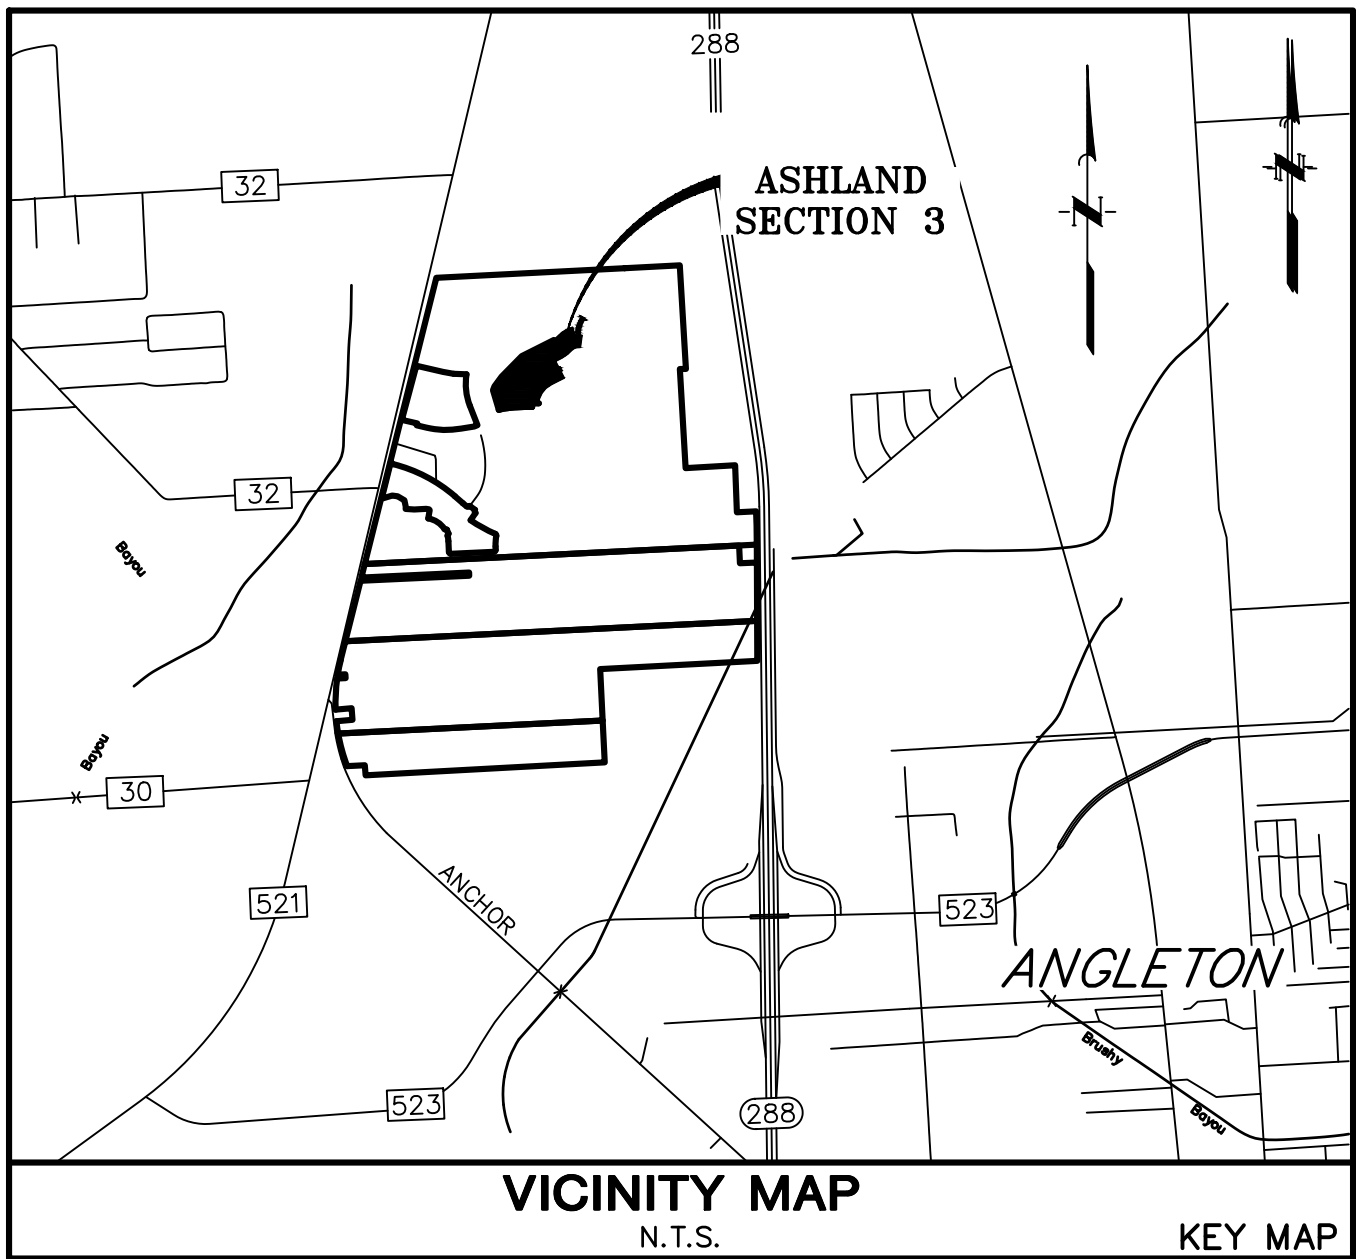 288
ASHLAND
SECTION 3
32
32
Bayou
Bayou
30
521
ANCHOR
523
ANGLETON
Brushy
523
288
Bayou
VICINITY MAP
N.T.S.
KEY MAP